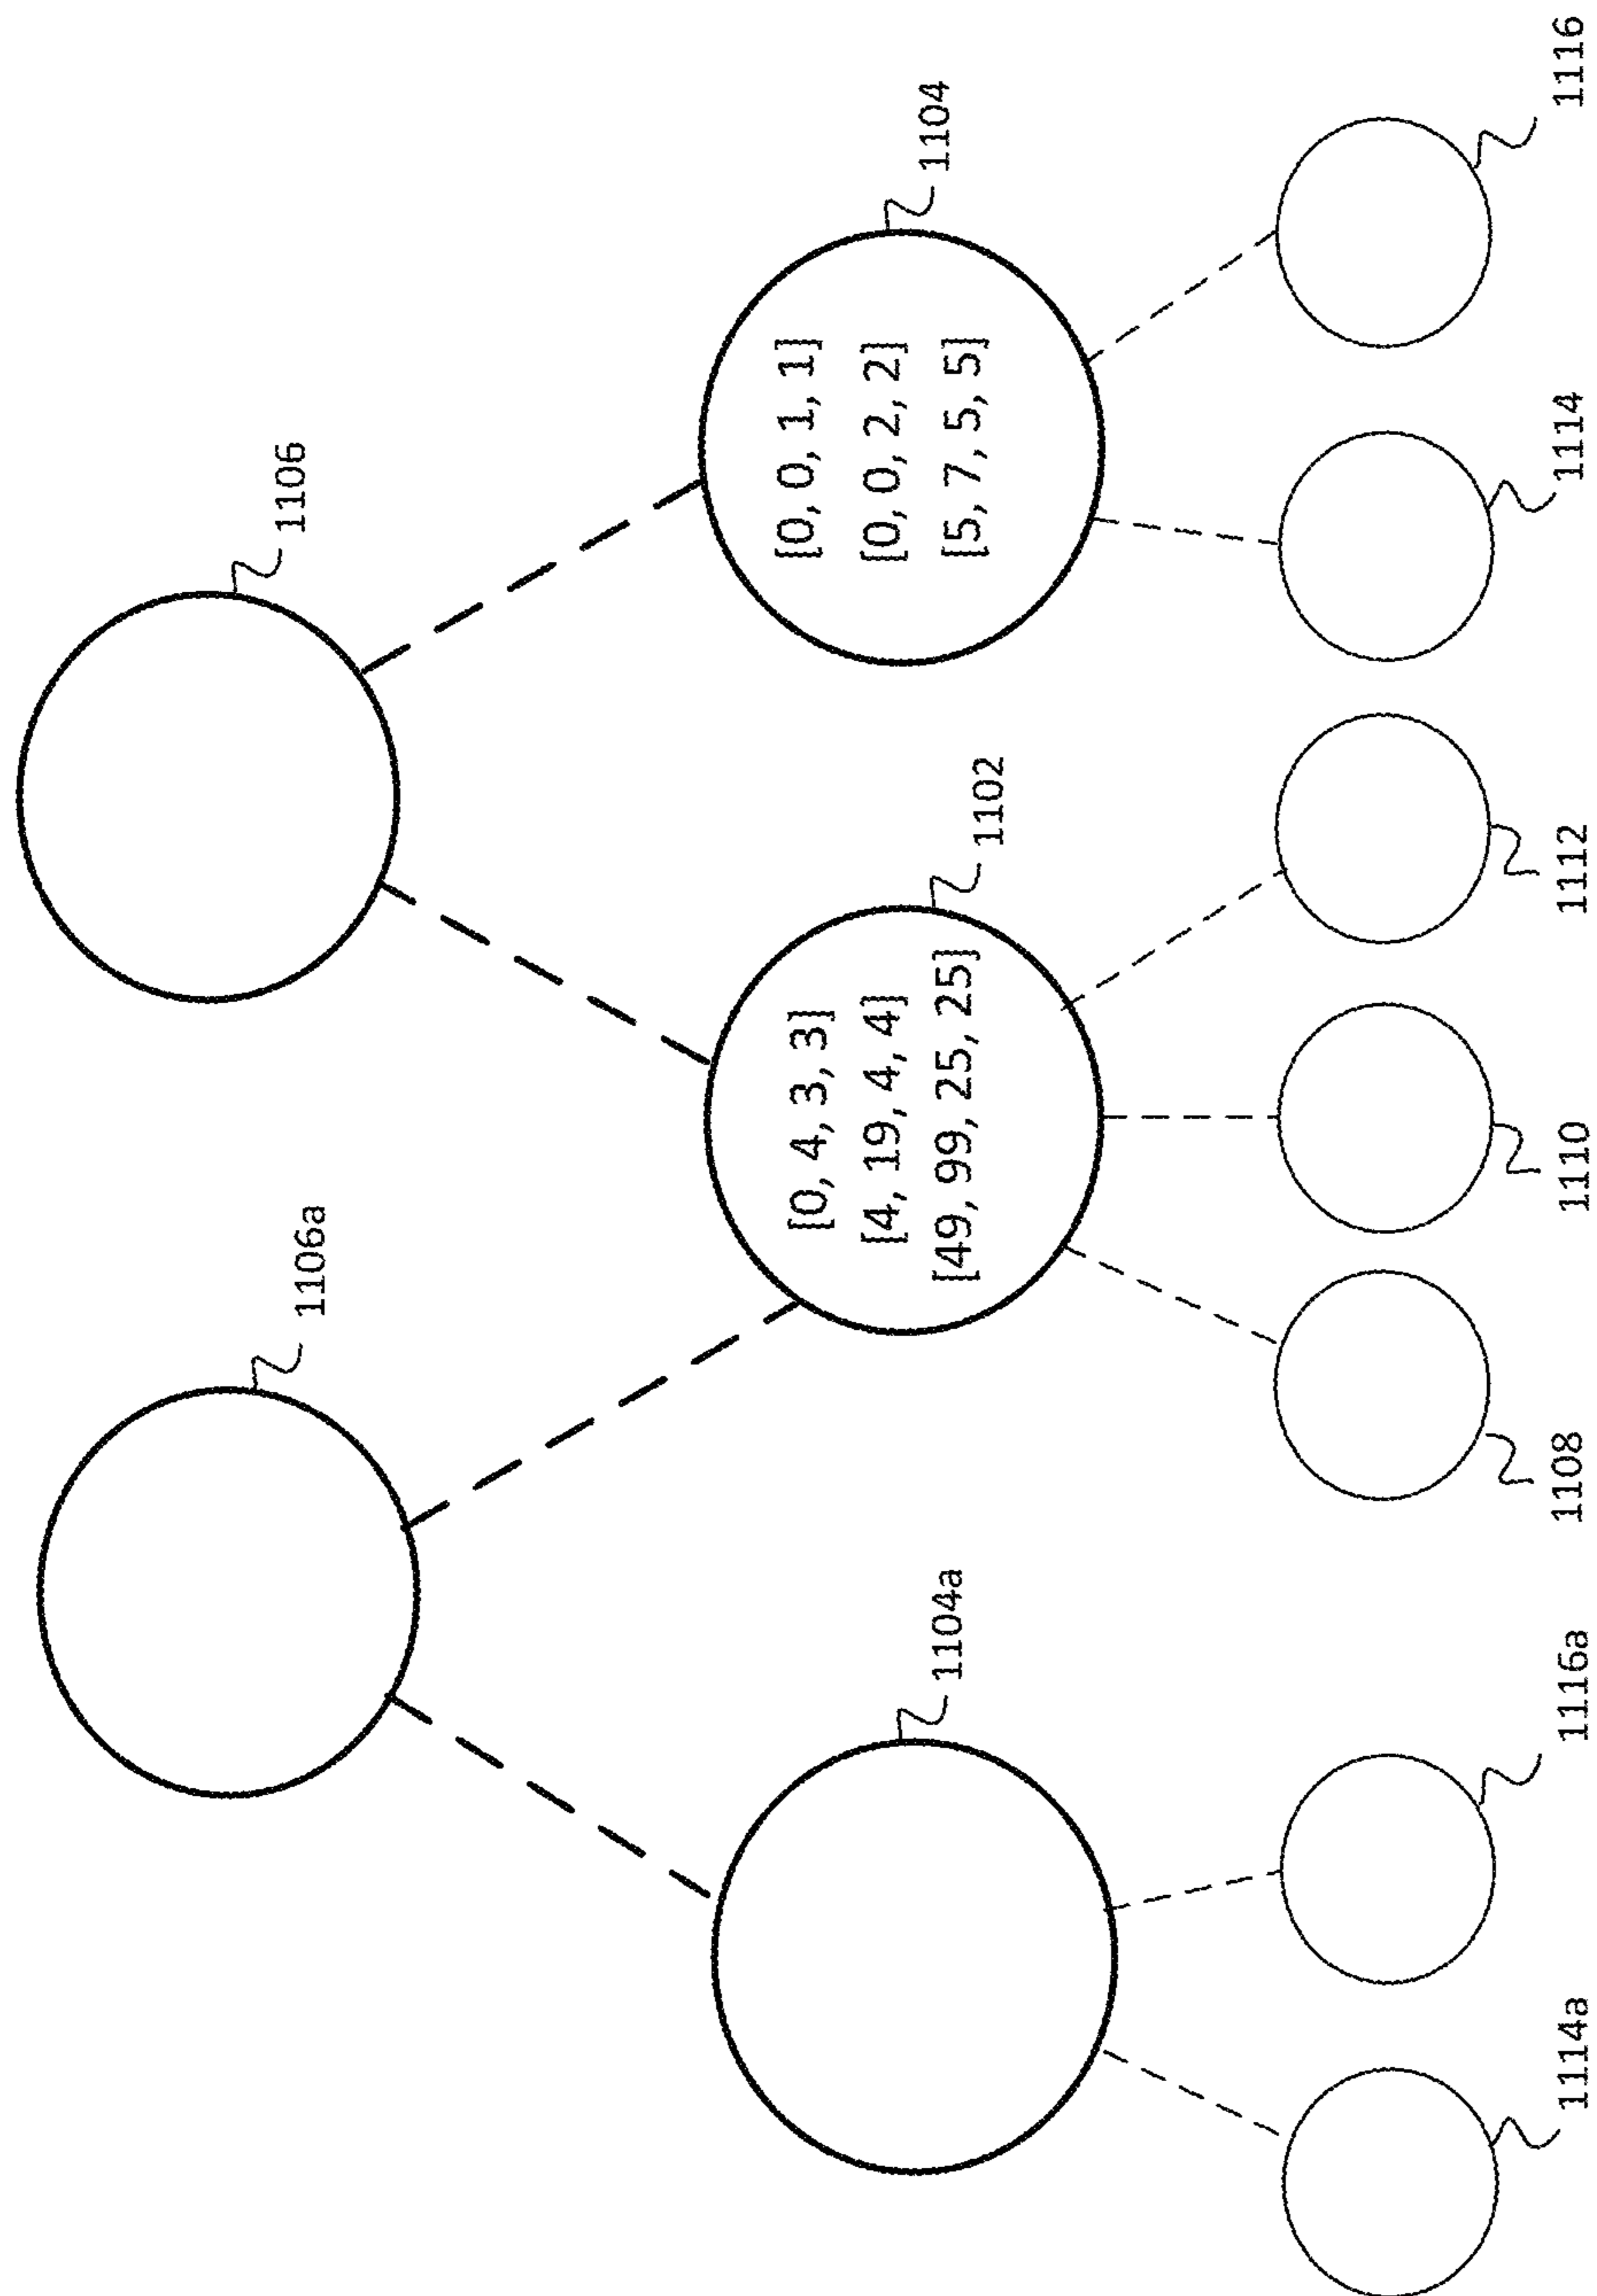 1106a
1106
1104a
[0, 4, 3, 3]
[4, 19, 4, 4]
[49, 99, 25, 25]
1102
[0, 0, 1, 1]
[0, 0, 2, 2]
[5, 7, 5, 5]
1104
1114a
1116a
1108
1110
1112
1114
1116